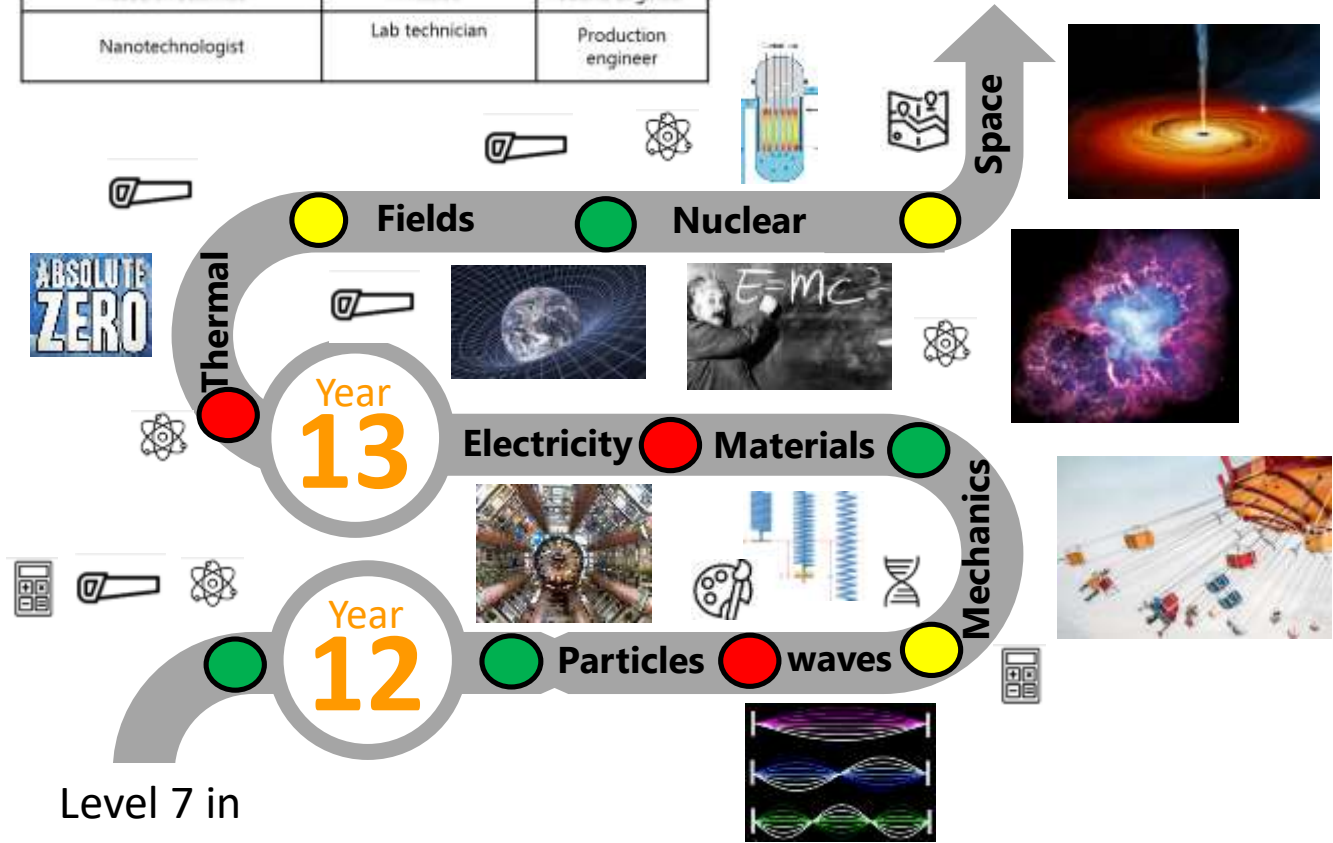 Nanotechnologist
Lab technician
Production
engineer
Space
Fields
Nuclear
ABSOLUTE
ZERO
Thermal
E=MC²
Year
13
Electricity
Materials
Mechanics
Year
12
Particles
waves
Level 7 in